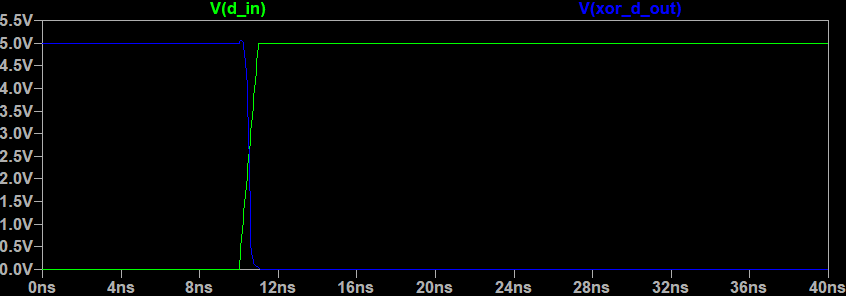 V(d_in) V(xor_d_out)
5.5V
5.0V
4.5V
4.0V
3.5V
3.0V
2.5V
2.0V
1.5V
1.0V
0.5V
0.0V
0ns 4ns 8ns 12ns 16ns 20ns 24ns 28ns 32ns 36ns 40ns